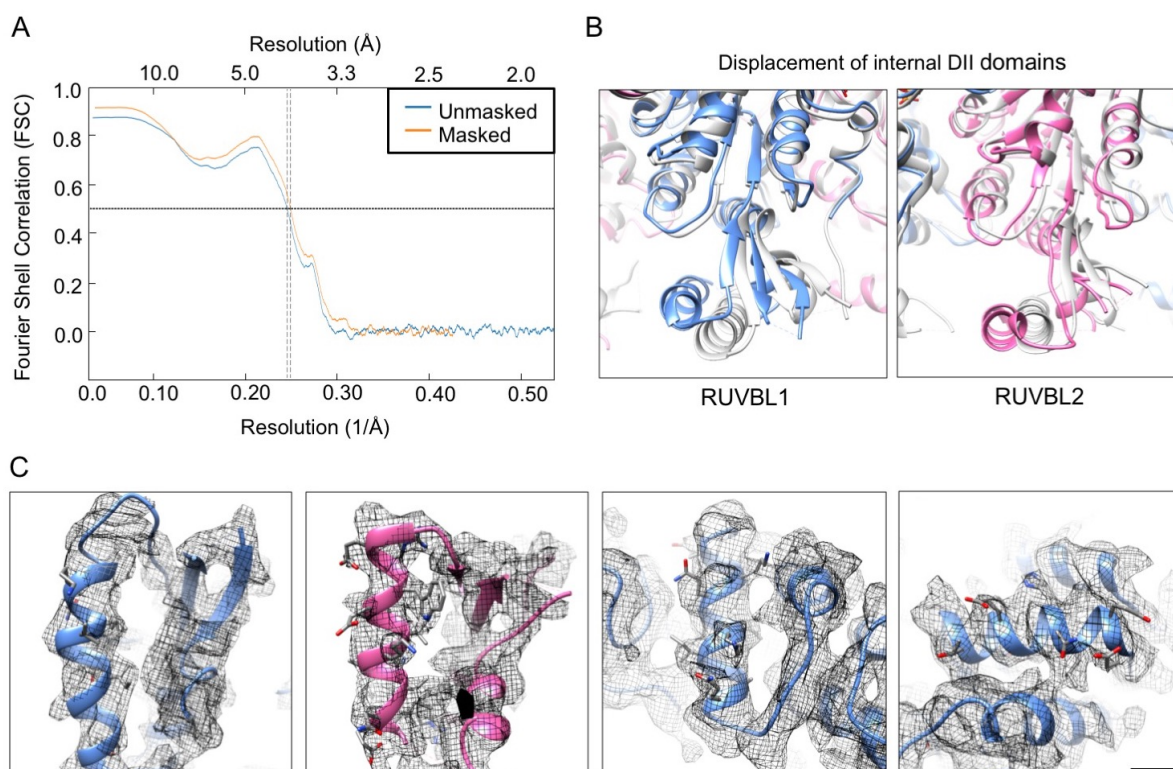 A
Resolution (Å)
10.0 5.0 3.3 2.5 2.0
Fourier Shell Correlation (FSC)
1.0
0.8
0.6
0.4
0.2
0.0
Unmasked
Masked
0.0 0.10 0.20 0.30 0.40 0.50
Resolution (1/Å)
B
Displacement of internal DII domains
RUVBL1
RUVBL2
C